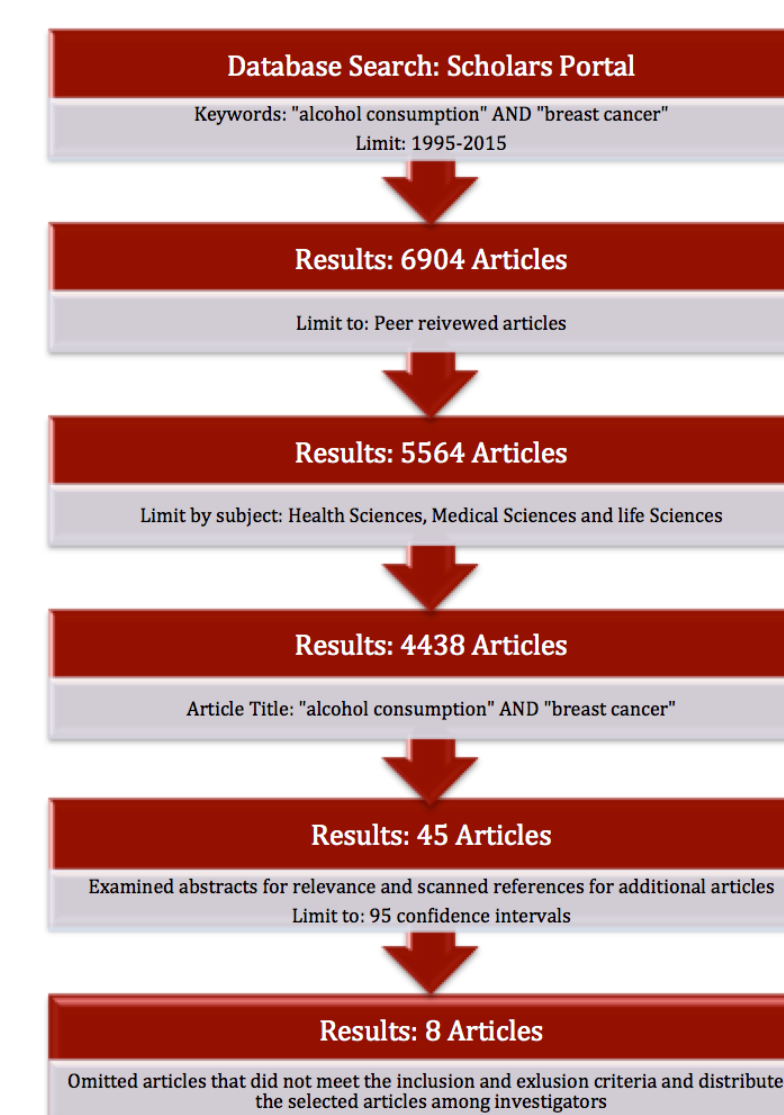 Database Search: Scholars Portal
Keywords: "alcohol consumption" AND "breast cancer"
Limit: 1995-2015
Results: 6904 Articles
Limit to: Peer reivewed articles
Results: 5564 Articles
Limit by subject: Health Sciences, Medical Sciences and life Sciences
Results: 4438 Articles
Article Title: "alcohol consumption" AND "breast cancer"
Results: 45 Articles
Examined abstracts for relevance and scanned references for additional articles
Limit to: 95 confidence intervals
Results: 8 Articles
Omitted articles that did not meet the inclusion and exlusion criteria and distribute
the selected articles among investigators